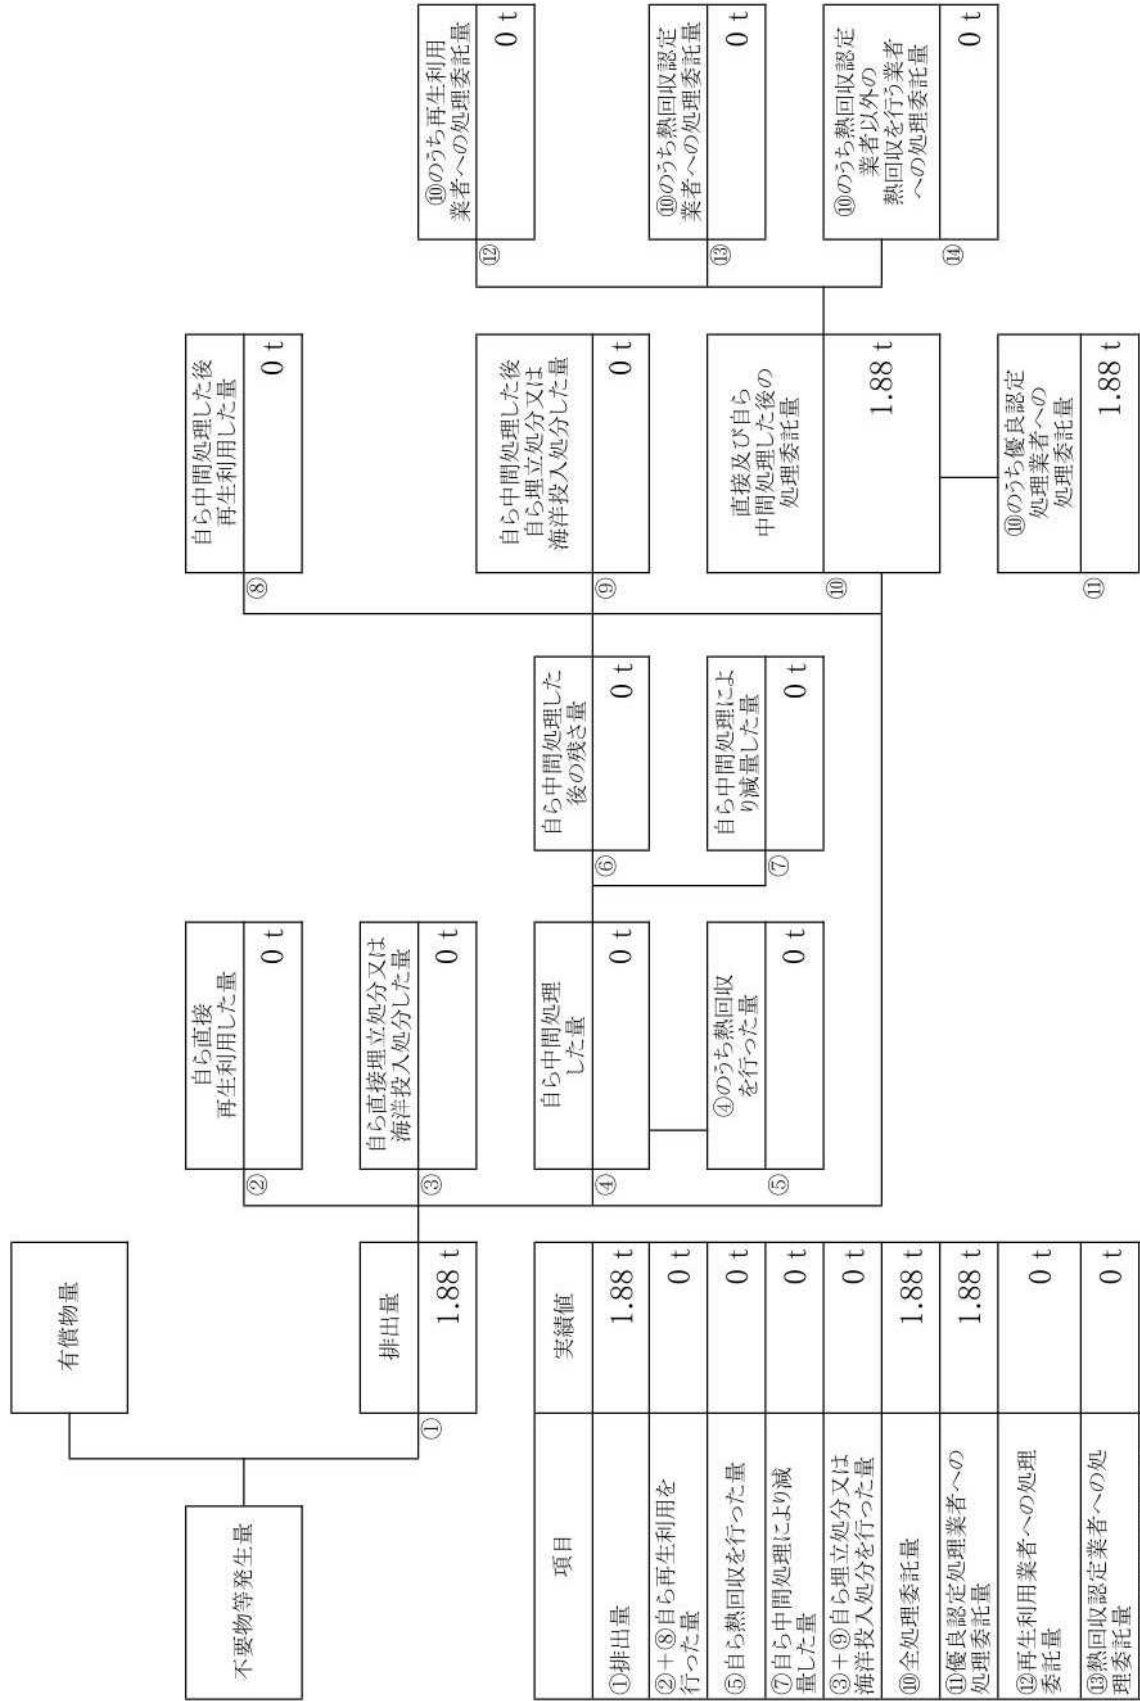 有償物量
不要物等発生量
①
排出量
1.88 t
②
自ら直接
再生利用した量
0 t
③
自ら直接埋立処分又は
海洋投入処分した量
0 t
④
自ら中間処理
した量
0 t
⑤
④のうち熱回収
を行った量
0 t
⑥
自ら中間処理した
後の残さ量
0 t
⑦
自ら中間処理によ
り減量した量
0 t
⑧
自ら中間処理した後
再生利用した量
0 t
⑨
自ら中間処理した後
自ら埋立処分又は
海洋投入処分した量
0 t
⑩
直接及び自ら
中間処理した後の
処理委託量
1.88 t
⑪
⑩のうち優良認定
処理業者への
処理委託量
1.88 t
⑫
⑩のうち再生利用
業者への処理委託量
0 t
⑬
⑩のうち熱回収認定
業者への処理委託量
0 t
⑭
⑩のうち熱回収認定
業者以外の
熱回収を行う業者
への処理委託量
0 t
項目 実績値
①排出量 1.88 t
②＋⑧自ら再生利用を
行った量 0 t
⑤自ら熱回収を行った量 0 t
⑦自ら中間処理により減
量した量 0 t
③＋⑨自ら埋立処分又は
海洋投入処分を行った量 0 t
⑩全処理委託量 1.88 t
⑪優良認定処理業者への
処理委託量 1.88 t
⑫再生利用業者への処理
委託量 0 t
⑬熱回収認定業者への処
理委託量 0 t